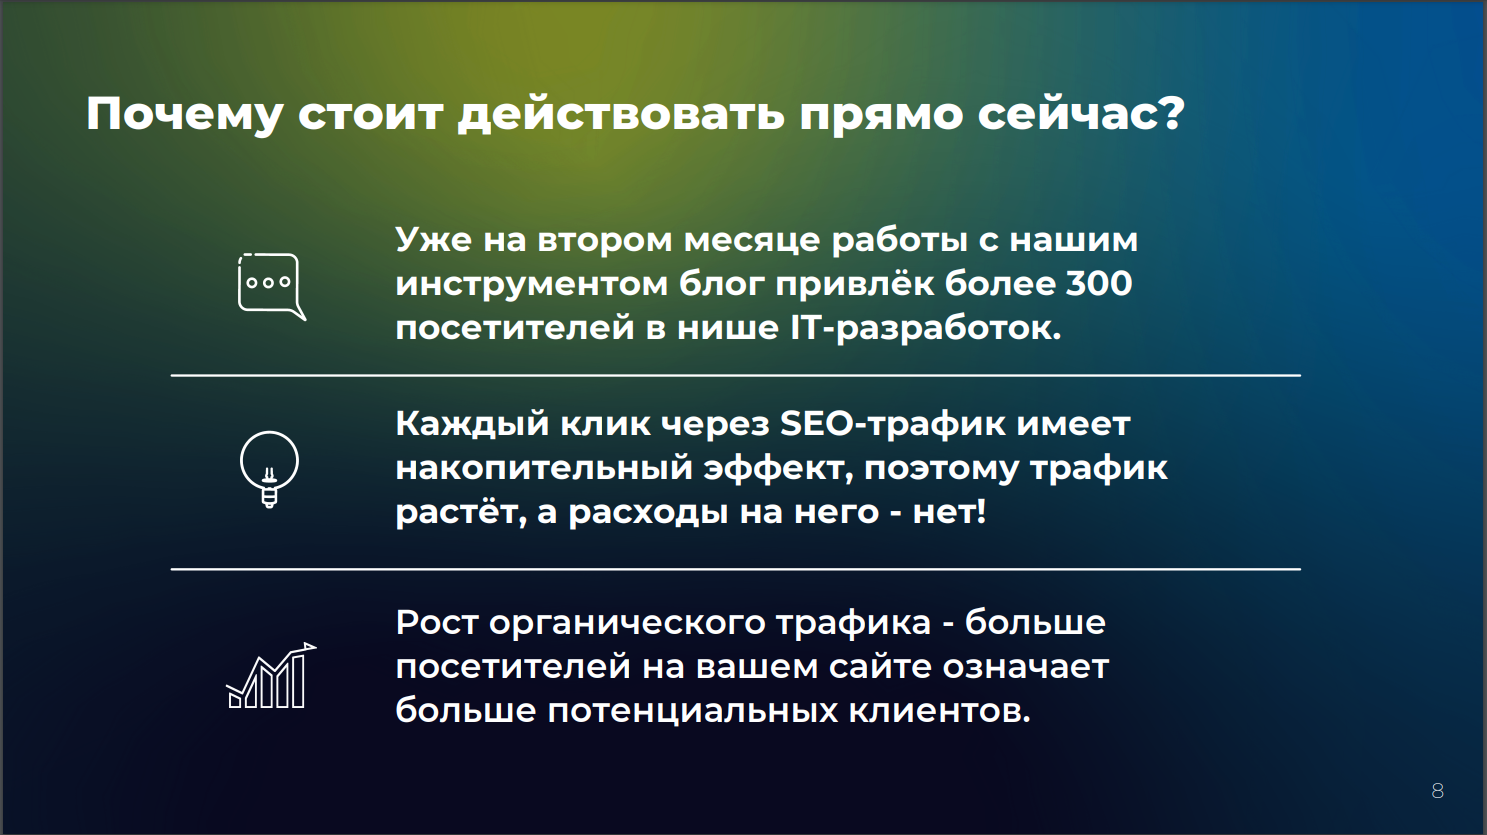 Почему стоит действовать прямо сейчас?
Уже на втором месяце работы с нашим
инструментом блог привлёк более 300
посетителей в нише IT-разработок.
Каждый клик через SEO-трафик имеет
накопительный эффект, поэтому трафик
растёт, а расходы на него - нет!
Рост органического трафика - больше
посетителей на вашем сайте означает
больше потенциальных клиентов.
8